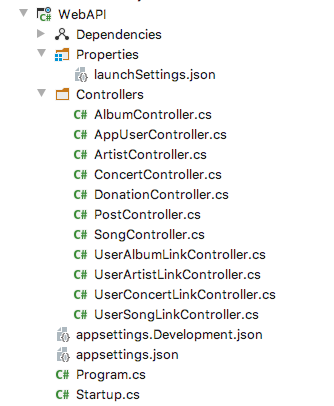 WebAPI
Dependencies
Properties
launchSettings.json
Controllers
C# AlbumController.cs
C# AppUserController.cs
C# ArtistController.cs
C# ConcertController.cs
C# DonationController.cs
C# PostController.cs
C# SongController.cs
C# UserAlbumLinkController.cs
C# UserArtistLinkController.cs
C# UserConcertLinkController.cs
C# UserSongLinkController.cs
appsettings.Development.json
appsettings.json
C# Program.cs
C# Startup.cs